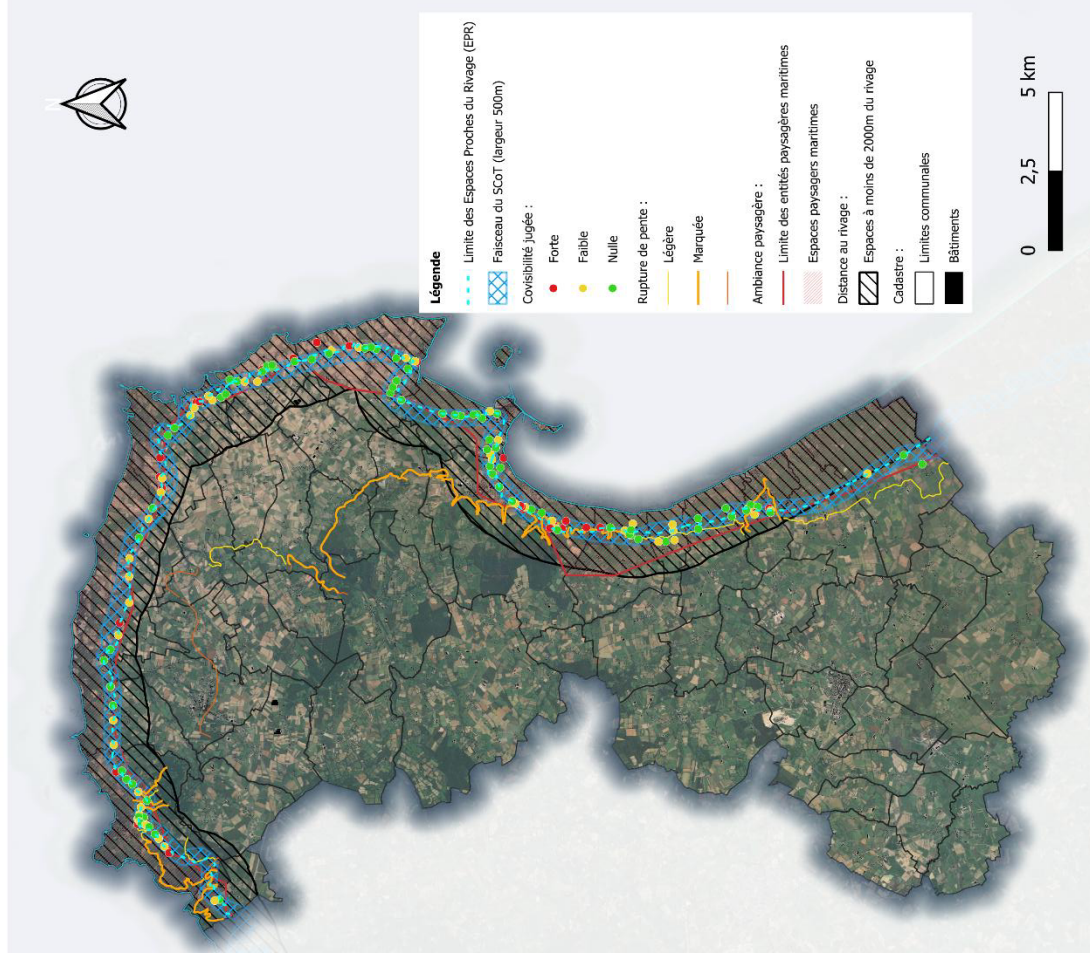 N
Légende
Limite des Espaces Proches du Rivage (EPR)
Faisceau du SCoT (largeur 500m)
Covisibilité jugée :
Forte
Faible
Nulle
Rupture de pente :
Légère
Marquée
Ambiance paysagère :
Limite des entités paysagères maritimes
Espaces paysagers maritimes
Distance au rivage :
Espaces à moins de 2000m du rivage
Cadastre :
Limites communales
Bâtiments
0 2,5 5 km